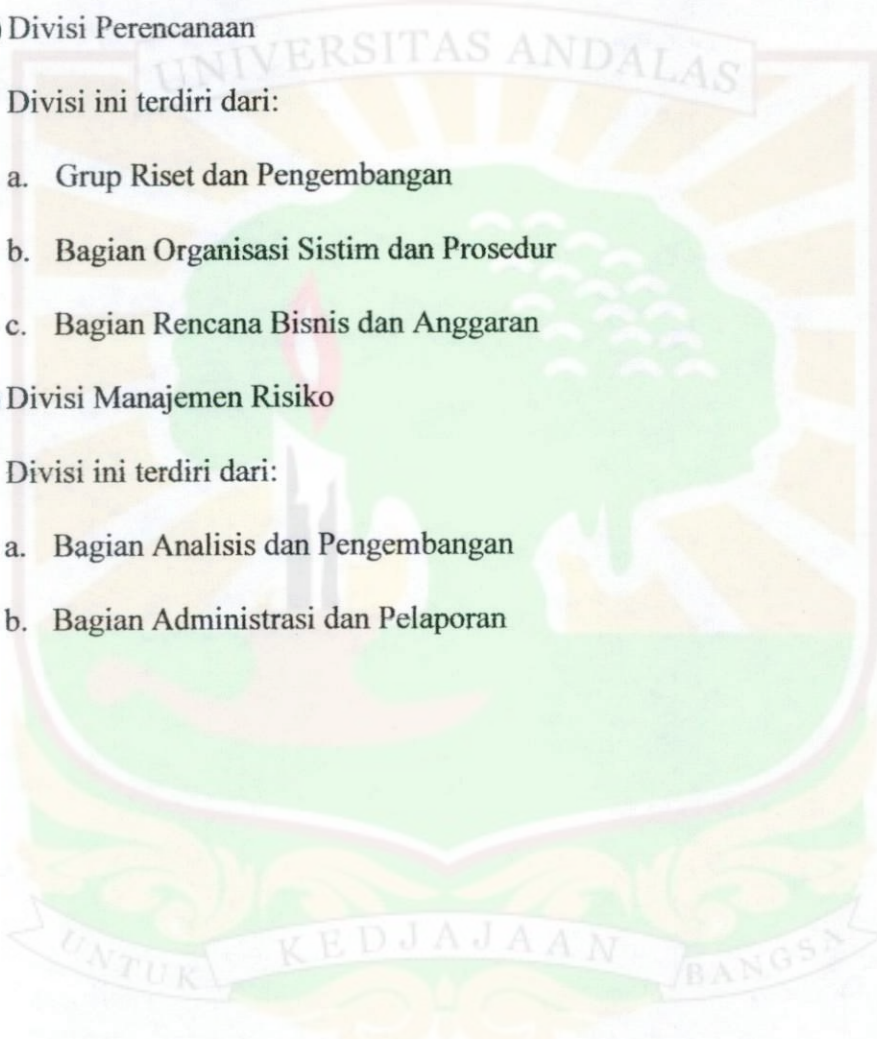 ) Divisi Perencanaan
UNIVERSITAS ANDALAS
Divisi ini terdiri dari:
a. Grup Riset dan Pengembangan
b. Bagian Organisasi Sistim dan Prosedur
c. Bagian Rencana Bisnis dan Anggaran
Divisi Manajemen Risiko
Divisi ini terdiri dari:
a. Bagian Analisis dan Pengembangan
b. Bagian Administrasi dan Pelaporan
UNTUK KEDJAJAAN BANGSA